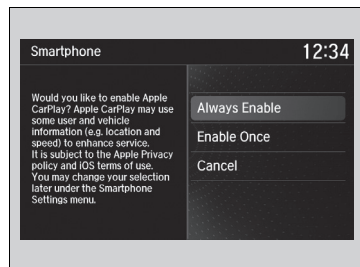 Smartphone
12:34
Would you like to enable Apple
CarPlay? Apple CarPlay may use
some user and vehicle
information (e.g. location and
speed) to enhance service.
It is subject to the Apple Privacy
policy and iOS terms of use.
You may change your selection
later under the Smartphone
Settings menu.
Always Enable
Enable Once
Cancel